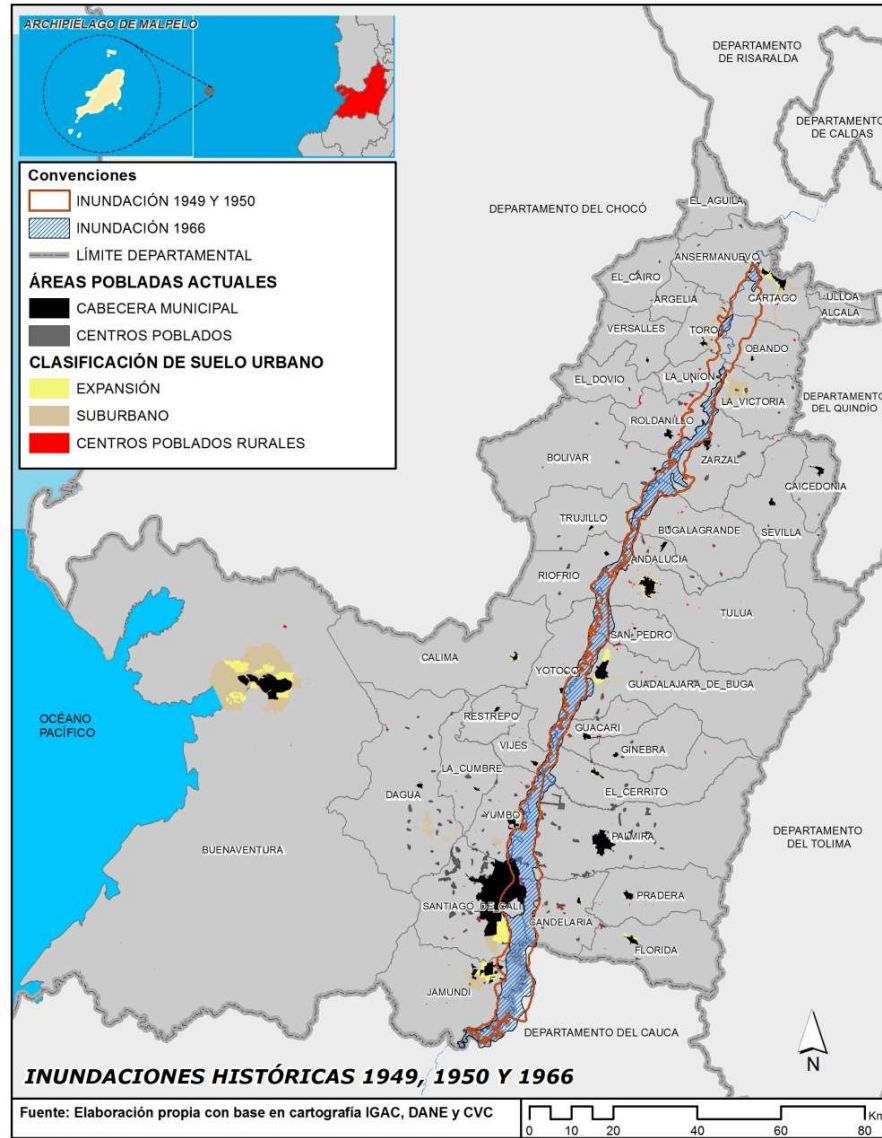 ARCHIPIÉLAGO DE MALPELO
Convenciones
INUNDACIÓN 1949 Y 1950
INUNDACIÓN 1966
LÍMITE DEPARTAMENTAL
ÁREAS POBLADAS ACTUALES
CABECERA MUNICIPAL
CENTROS POBLADOS
CLASIFICACIÓN DE SUELO URBANO
EXPANSIÓN
SUBURBANO
CENTROS POBLADOS RURALES
DEPARTAMENTO
DE RISARALDA
DEPARTAMENTO
DE CALDAS
DEPARTAMENTO DEL CHOCÓ
EL_AGUILA
ANSERMANUEVO
EL_CAIRO
CARTAGO
ULLOA
ARGELIA
ALCALA
VERSALLES
TORO
OBANDO
EL_DOVIO
LA_UNION
LA_VICTORIA
DEPARTAMENTO
DEL QUINDÍO
ROLDANILLO
BOLIVAR
ZARZAL
CAICEDONIA
TRUJILLO
BUGALAGRANDE
SEVILLA
ANDALUCIA
RIOFRIO
TULUA
SAN_PEDRO
CALIMA
YOTOCO
GUADALAJARA_DE_BUGA
OCÉANO
PACÍFICO
RESTREPO
GUACARI
VIJES
GINEBRA
LA_CUMBRE
DAGUA
EL_CERRITO
YUMBO
PALMIRA
DEPARTAMENTO
DEL TOLIMA
BUENAVENTURA
PRADERA
SANTIAGO_DE_CALI
CANDELARIA
FLORIDA
JAMUNDI
DEPARTAMENTO DEL CAUCA
N
INUNDACIONES HISTÓRICAS 1949, 1950 Y 1966
Fuente: Elaboración propia con base en cartografía IGAC, DANE y CVC
Km
0 10 20 40 60 80